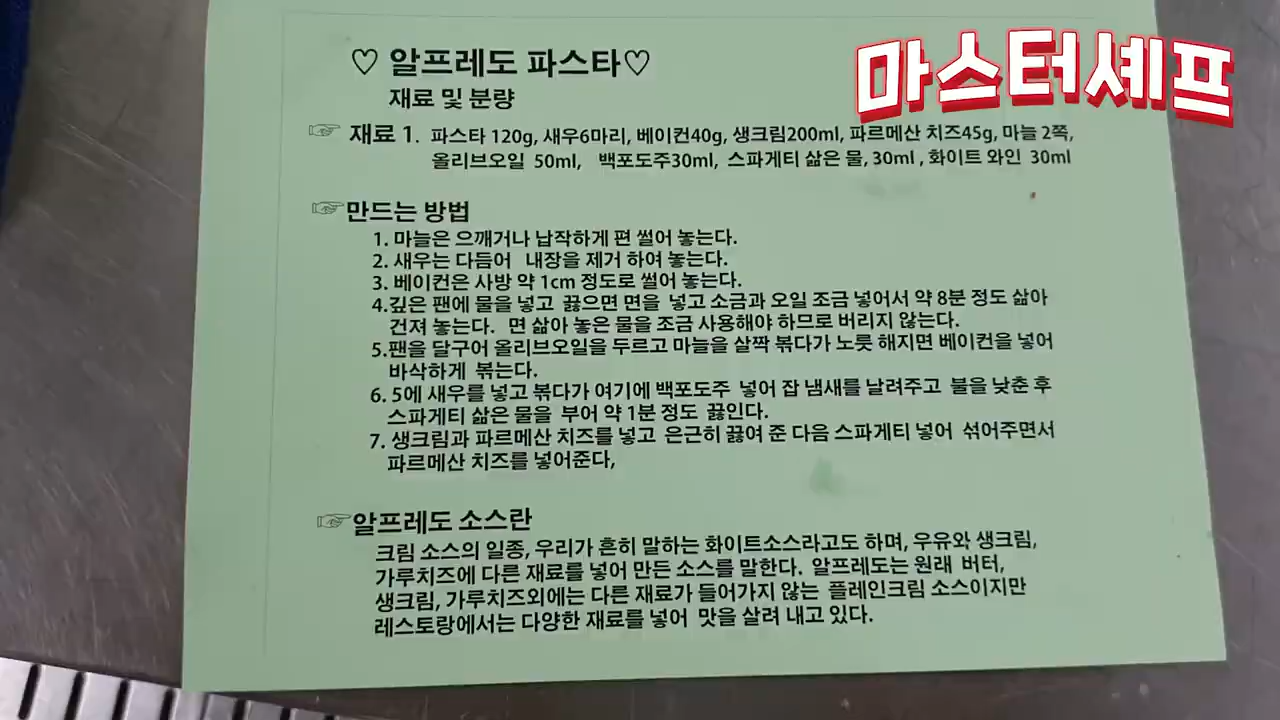 마스터셰프
♡ 알프레도 파스타♡
재료 및 분량
☞ 재료 1. 파스타 120g, 새우6마리, 베이컨40g, 생크림200ml, 파르메산 치즈45g, 마늘 2쪽,
올리브오일 50ml, 백포도주30ml, 스파게티 삶은 물, 30ml , 화이트 와인 30ml
☞만드는 방법
1. 마늘은 으깨거나 납작하게 편 썰어 놓는다.
2. 새우는 다듬어 내장을 제거 하여 놓는다.
3. 베이컨은 사방 약 1cm 정도로 썰어 놓는다.
4.깊은 팬에 물을 넣고 끓으면 면을 넣고 소금과 오일 조금 넣어서 약 8분 정도 삶아
건져 놓는다. 면 삶아 놓은 물을 조금 사용해야 하므로 버리지 않는다.
5.팬을 달구어 올리브오일을 두르고 마늘을 살짝 볶다가 노릇 해지면 베이컨을 넣어
바삭하게 볶는다.
6. 5에 새우를 넣고 볶다가 여기에 백포도주 넣어 잡 냄새를 날려주고 불을 낮춘 후
스파게티 삶은 물을 부어 약 1분 정도 끓인다.
7. 생크림과 파르메산 치즈를 넣고 은근히 끓여 준 다음 스파게티 넣어 섞어주면서
파르메산 치즈를 넣어준다,
☞알프레도 소스란
크림 소스의 일종, 우리가 흔히 말하는 화이트소스라고도 하며, 우유와 생크림,
가루치즈에 다른 재료를 넣어 만든 소스를 말한다. 알프레도는 원래 버터,
생크림, 가루치즈외에는 다른 재료가 들어가지 않는 플레인크림 소스이지만
레스토랑에서는 다양한 재료를 넣어 맛을 살려 내고 있다.